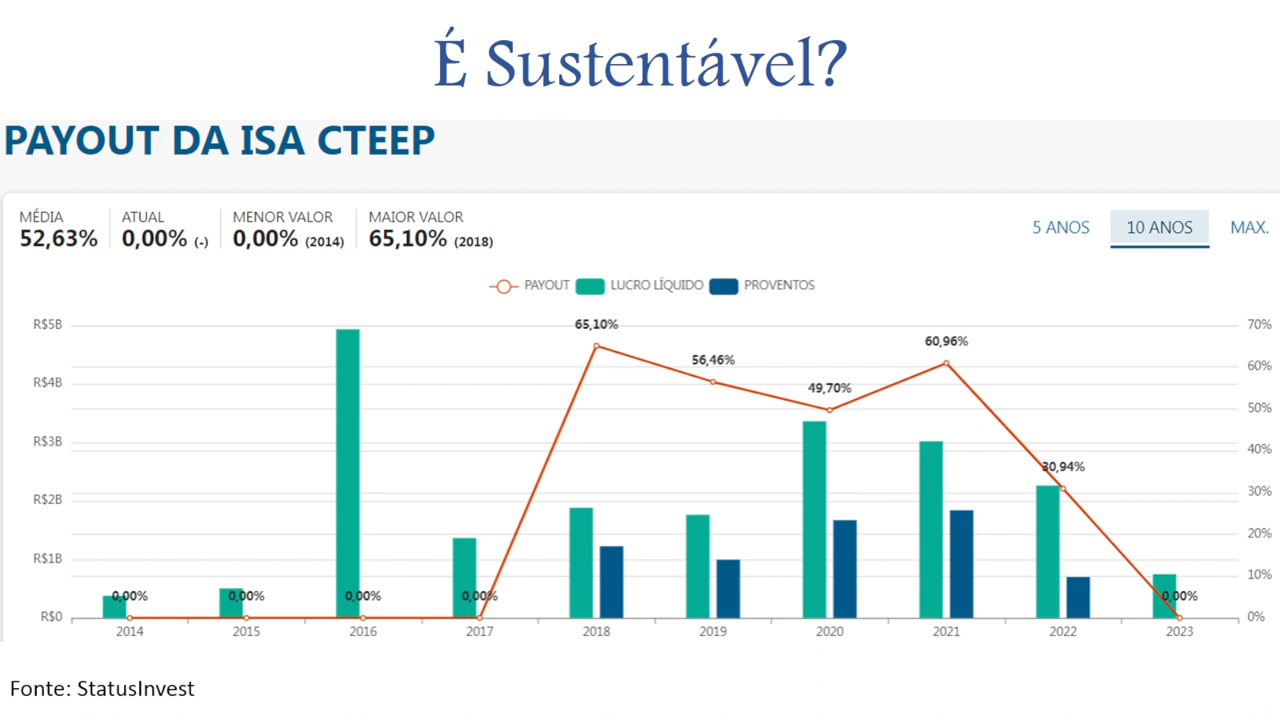 É Sustentável?
PAYOUT DA ISA CTEEP
MÉDIA ATUAL MENOR VALOR MAIOR VALOR
52,63% 0,00% (-) 0,00% (2014) 65,10% (2018)
5 ANOS 10 ANOS MAX.
PAYOUT LUCRO LÍQUIDO PROVENTOS
R$5B 65,10% 70%
60,96%
56,46% 60%
R$4B 49,70%
50%
R$3B 40%
30,94%
R$2B 30%
20%
R$1B 10%
0,00% 0,00% 0,00% 0,00% 0,00%
R$0 0%
2014 2015 2016 2017 2018 2019 2020 2021 2022 2023
Fonte: StatusInvest